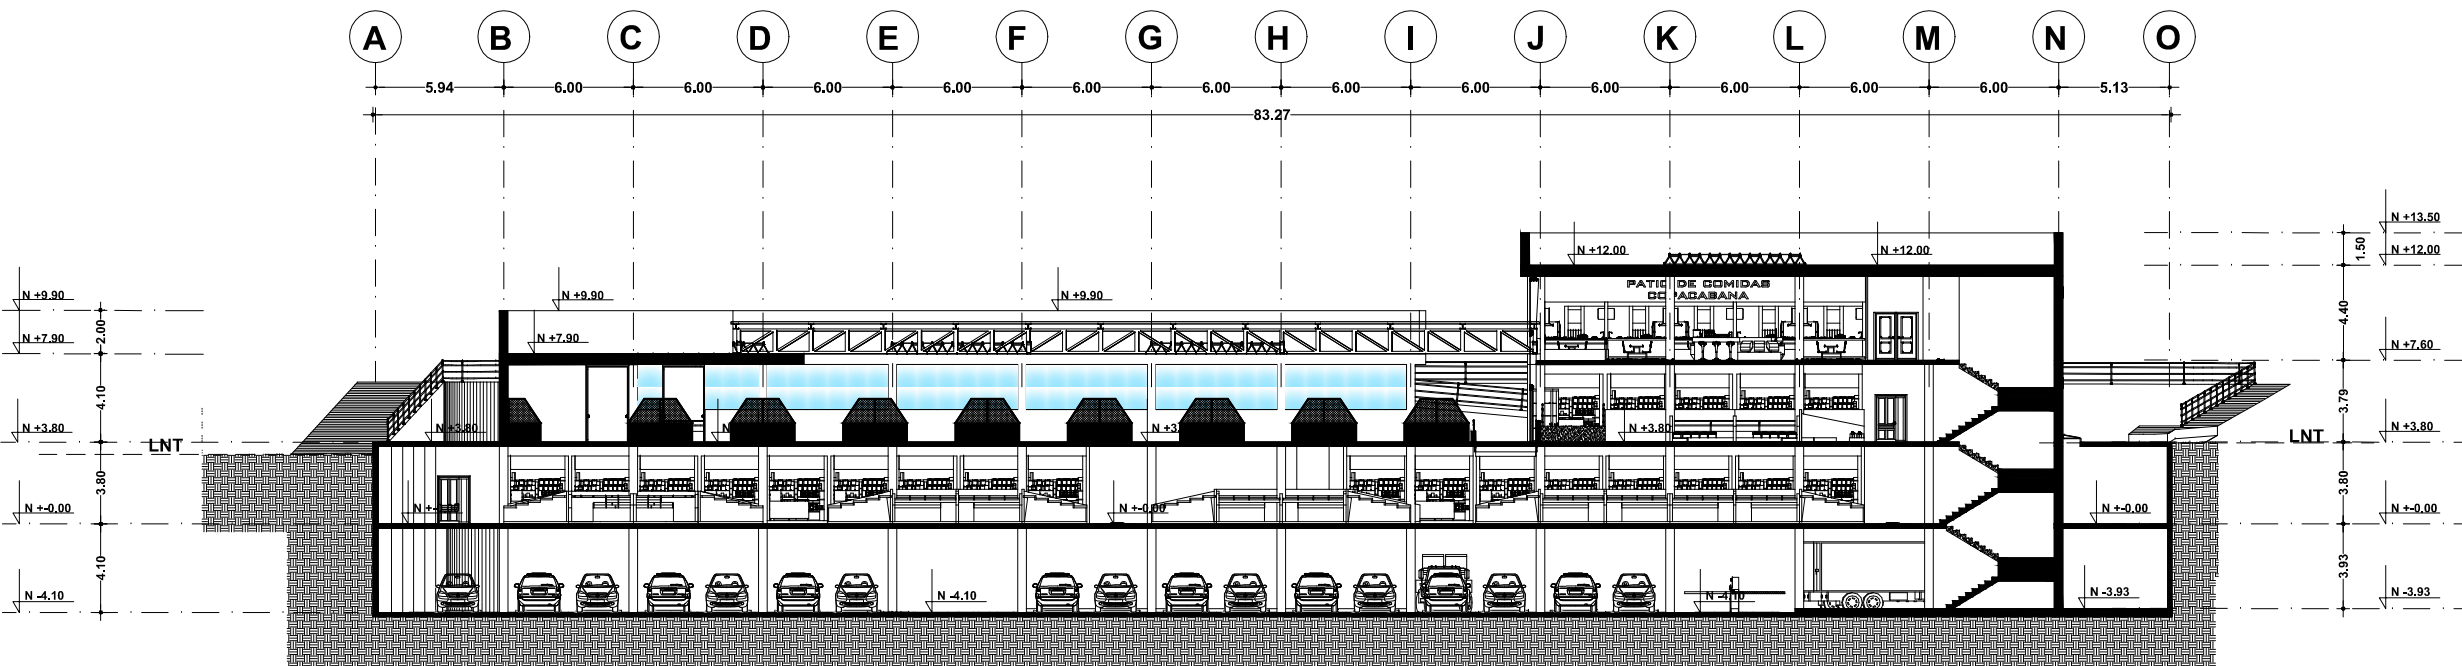 A B C D E F G H I J K L M N O
5.94 6.00 6.00 6.00 6.00 6.00 6.00 6.00 6.00 6.00 6.00 6.00 6.00 5.13
83.27
N +13.50
N +12.00 N +12.00 N +12.00
1.50
PATIO DE COMIDAS
COPACABANA
N +9.90 N +9.90 N +9.90
2.00
4.40
N +7.90 N +7.90
N +7.60
4.10
3.79
N +3.80 N +3.80 N +3.80 N +3.80
LNT LNT
3.80
3.80
N +-0.00 N +-0.00 N +-0.00 N +-0.00
4.10
3.93
N -4.10 N -4.10 N -4.10 N -3.93 N -3.93